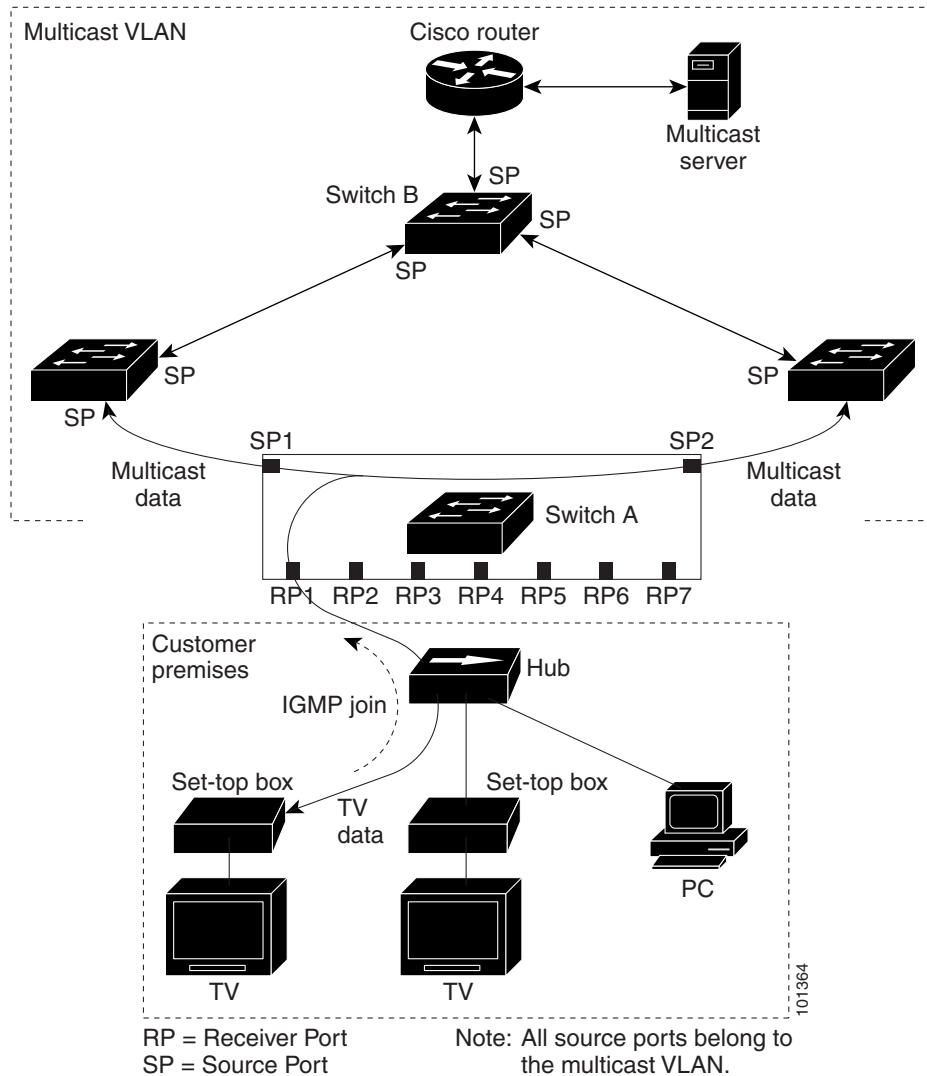 Multicast VLAN
Cisco router
Multicast
server
SP
Switch B
SP
SP
SP
SP
SP
SP1
SP2
Multicast
data
Multicast
data
Switch A
RP1 RP2 RP3 RP4 RP5 RP6 RP7
Customer
premises
Hub
IGMP join
Set-top box
Set-top box
TV
data
PC
TV
TV
101364
RP = Receiver Port
SP = Source Port
Note: All source ports belong to
the multicast VLAN.